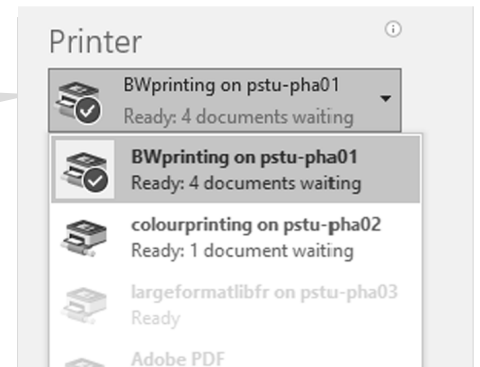 Printer
BWprinting on pstu-pha01
Ready: 4 documents waiting
BWprinting on pstu-pha01
Ready: 4 documents waiting
colourprinting on pstu-pha02
Ready: 1 document waiting
largeformatlibfr on pstu-pha03
Ready
Adobe PDF